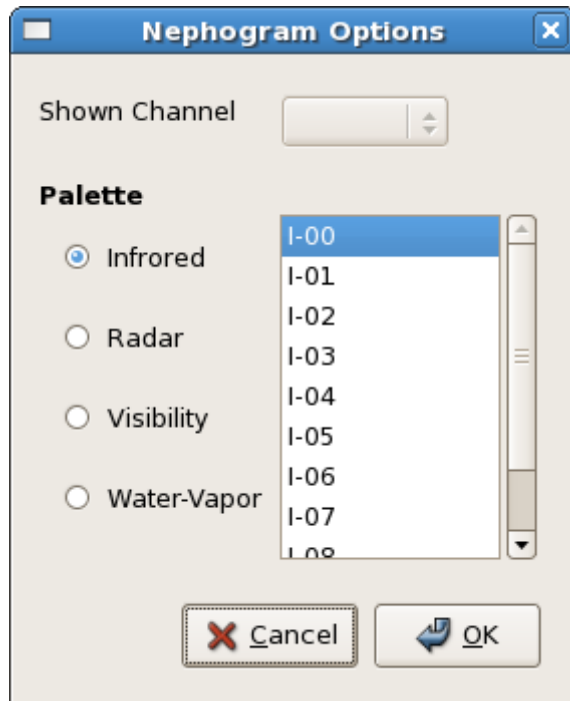 Nephogram Options
Shown Channel
Palette
Infrored
Radar
Visibility
Water-Vapor
I-00
I-01
I-02
I-03
I-04
I-05
I-06
I-07
I-08
Cancel
OK